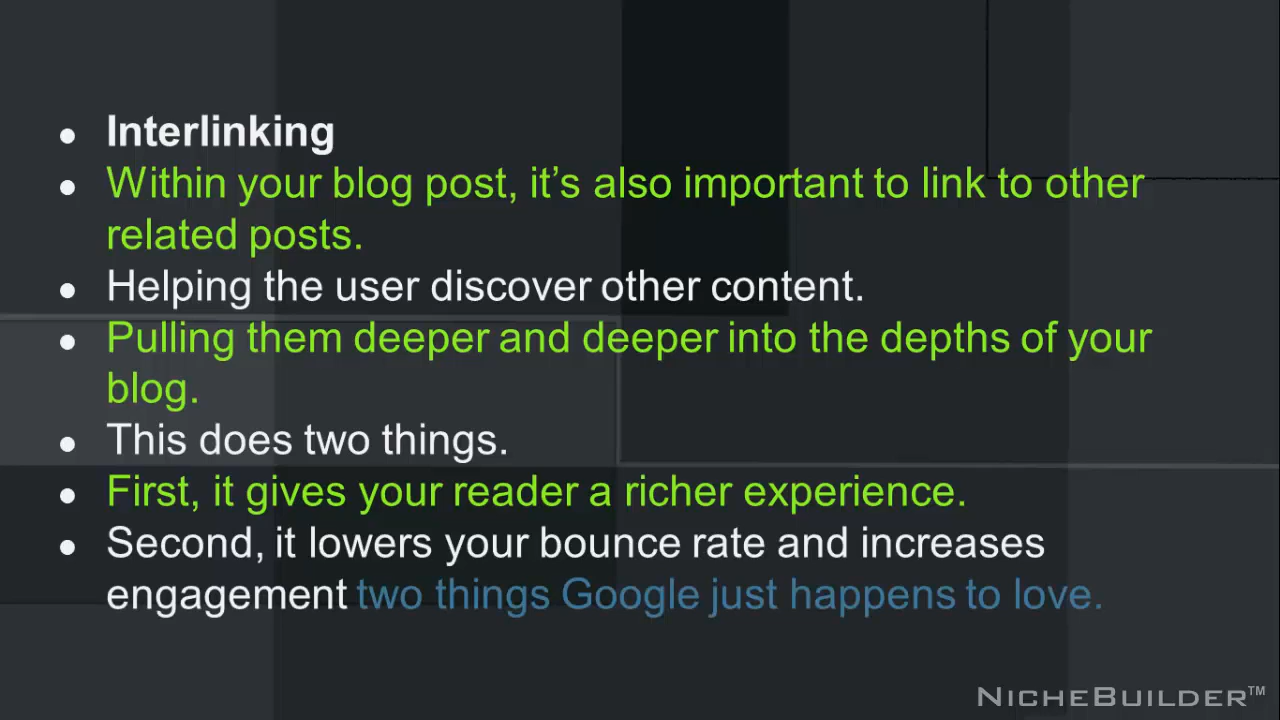 Interlinking
Within your blog post, it’s also important to link to other
related posts.
Helping the user discover other content.
Pulling them deeper and deeper into the depths of your
blog.
This does two things.
First, it gives your reader a richer experience.
Second, it lowers your bounce rate and increases
engagement two things Google just happens to love.
NicheBuilder™